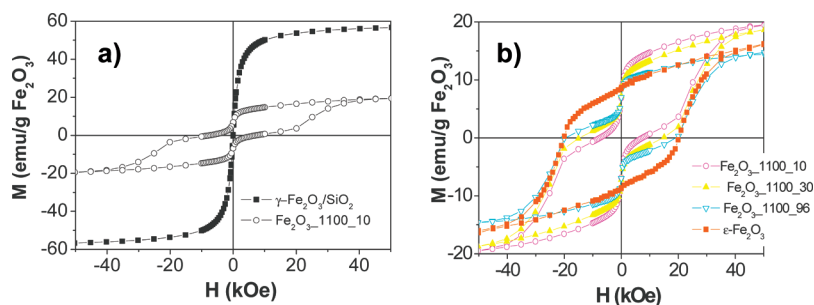 a)
M (emu/g Fe₂O₃)
60
40
20
0
-20
-40
-60
-40 -20 0 20 40
H (kOe)
γ-Fe₂O₃/SiO₂
Fe₂O₃_1100_10
b)
M (emu/g Fe₂O₃)
20
10
0
-10
-20
-40 -20 0 20 40
H (kOe)
Fe₂O₃_1100_10
Fe₂O₃_1100_30
Fe₂O₃_1100_96
ε-Fe₂O₃